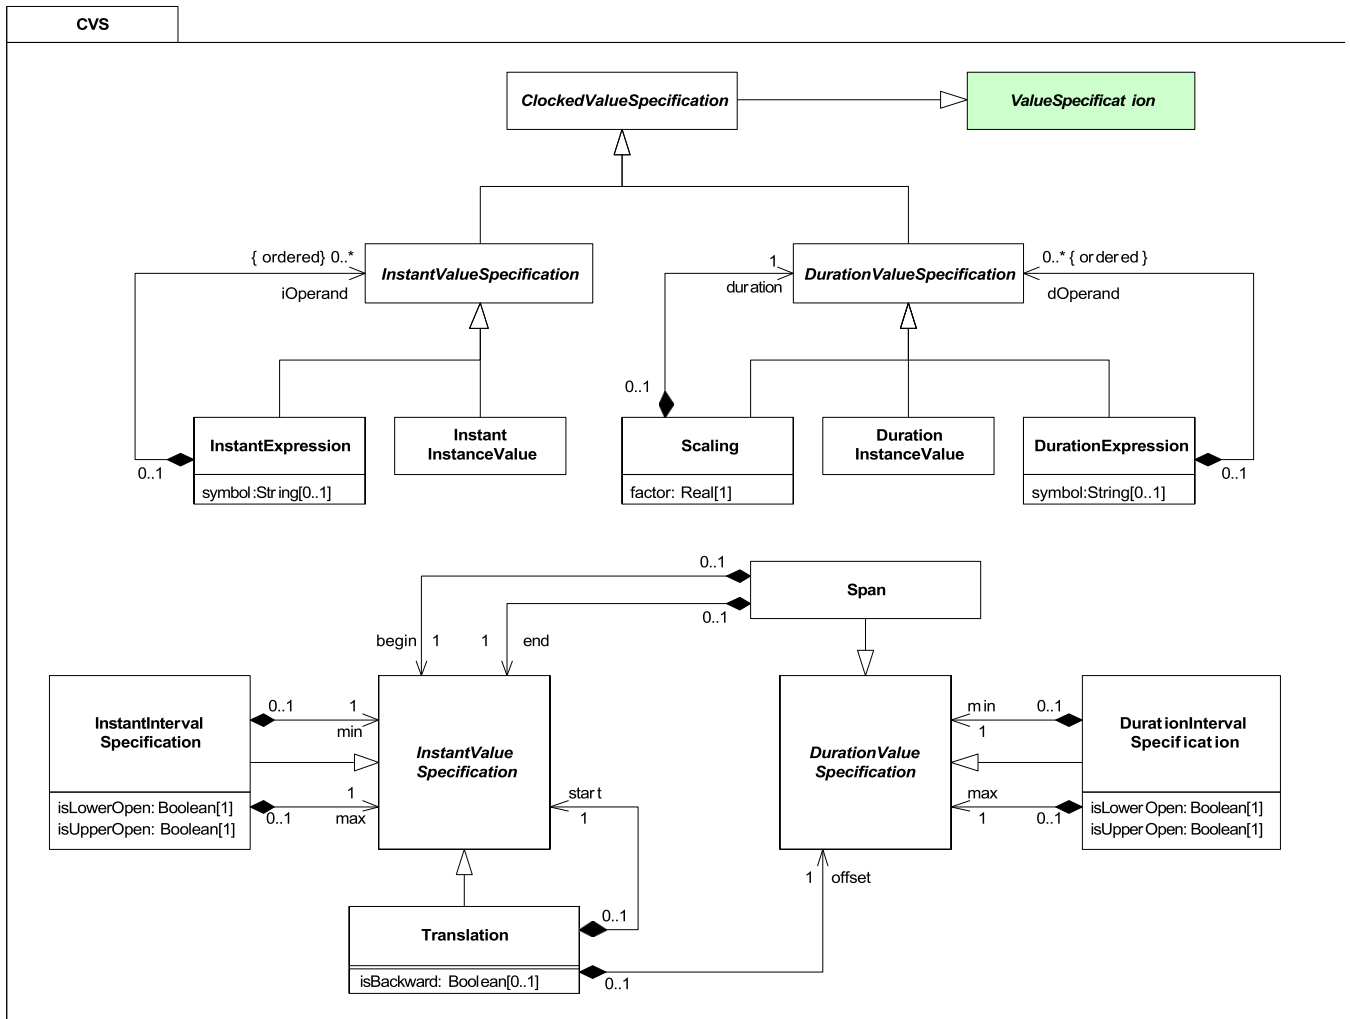 CVS
ClockedValueSpecification
ValueSpecificat ion
{ ordered} 0..*
InstantValueSpecification
iOperand
1
duration
DurationValueSpecification
0..* { ordered }
dOperand
0..1
InstantExpression
0..1
symbol:String[0..1]
Instant
InstanceValue
Scaling
factor: Real[1]
Duration
InstanceValue
DurationExpression
0..1
symbol:String[0..1]
0..1
0..1
Span
begin 1
1 end
InstantInterval
Specification
0..1
1
min
isLowerOpen: Boolean[1]
isUpperOpen: Boolean[1]
0..1
1
max
InstantValue
Specification
start
1
DurationValue
Specification
min
1
0..1
max
1
0..1
DurationInterval
Specificat ion
isLowerOpen: Boolean[1]
isUpperOpen: Boolean[1]
1 offset
Translation
0..1
isBackward: Boolean[0..1]
0..1